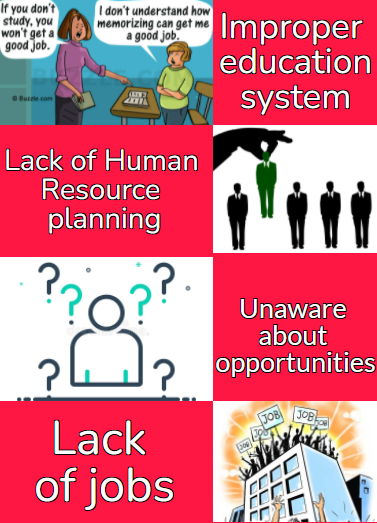 If you don't
study, you
won't get a
good job.
I don't understand how
memorizing can get me
a good job.
© Buzzle.com
Improper
education
system
Lack of Human
Resource
planning
Unaware
about
opportunities
Lack
of jobs
JOB
JOB
JOB
JOB
JOB